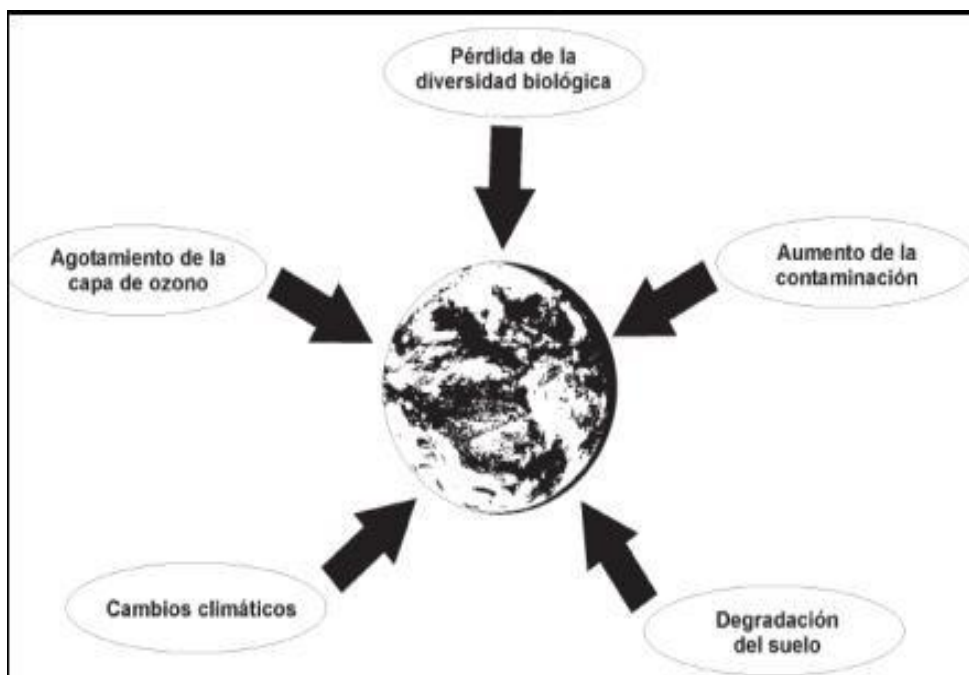 Pérdida de la
diversidad biológica
Agotamiento de la
capa de ozono
Aumento de la
contaminación
Cambios climáticos
Degradación
del suelo